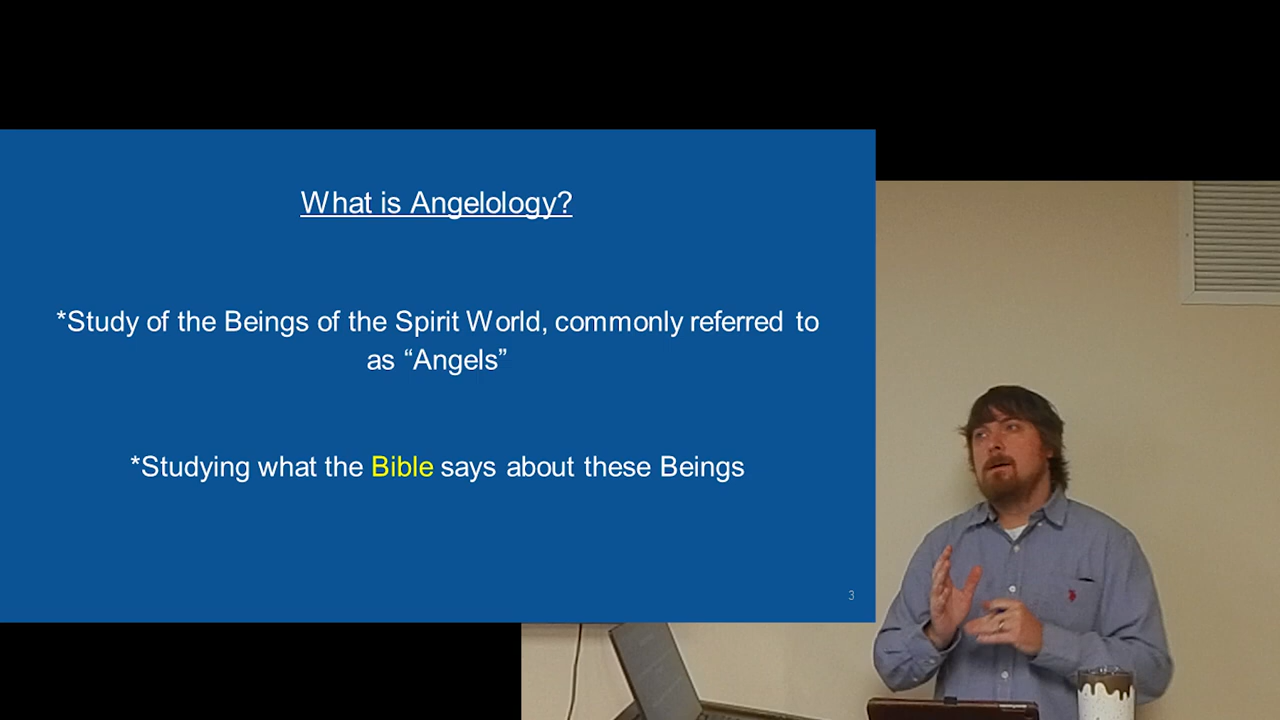 What is Angelology?
*Study of the Beings of the Spirit World, commonly referred to
as “Angels”
*Studying what the Bible says about these Beings
3